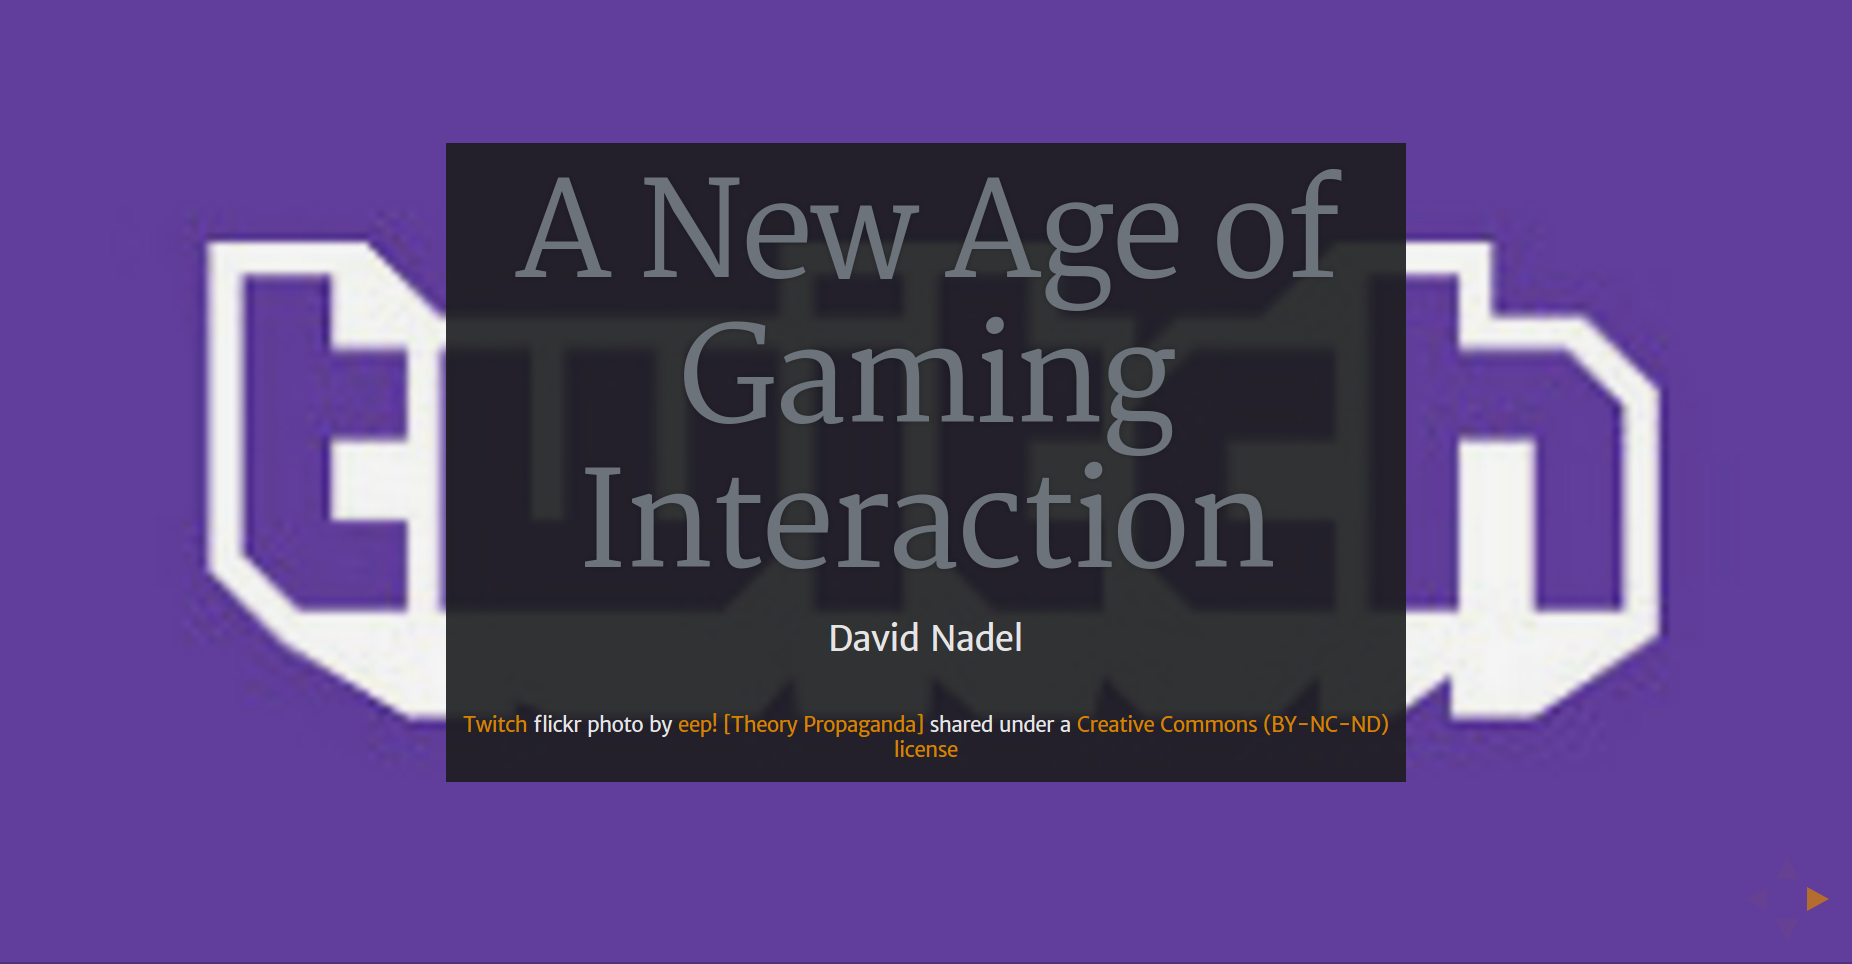 A New Age of
Gaming
Interaction
David Nadel
Twitch flickr photo by eep! [Theory Propaganda] shared under a Creative Commons (BY-NC-ND)
license